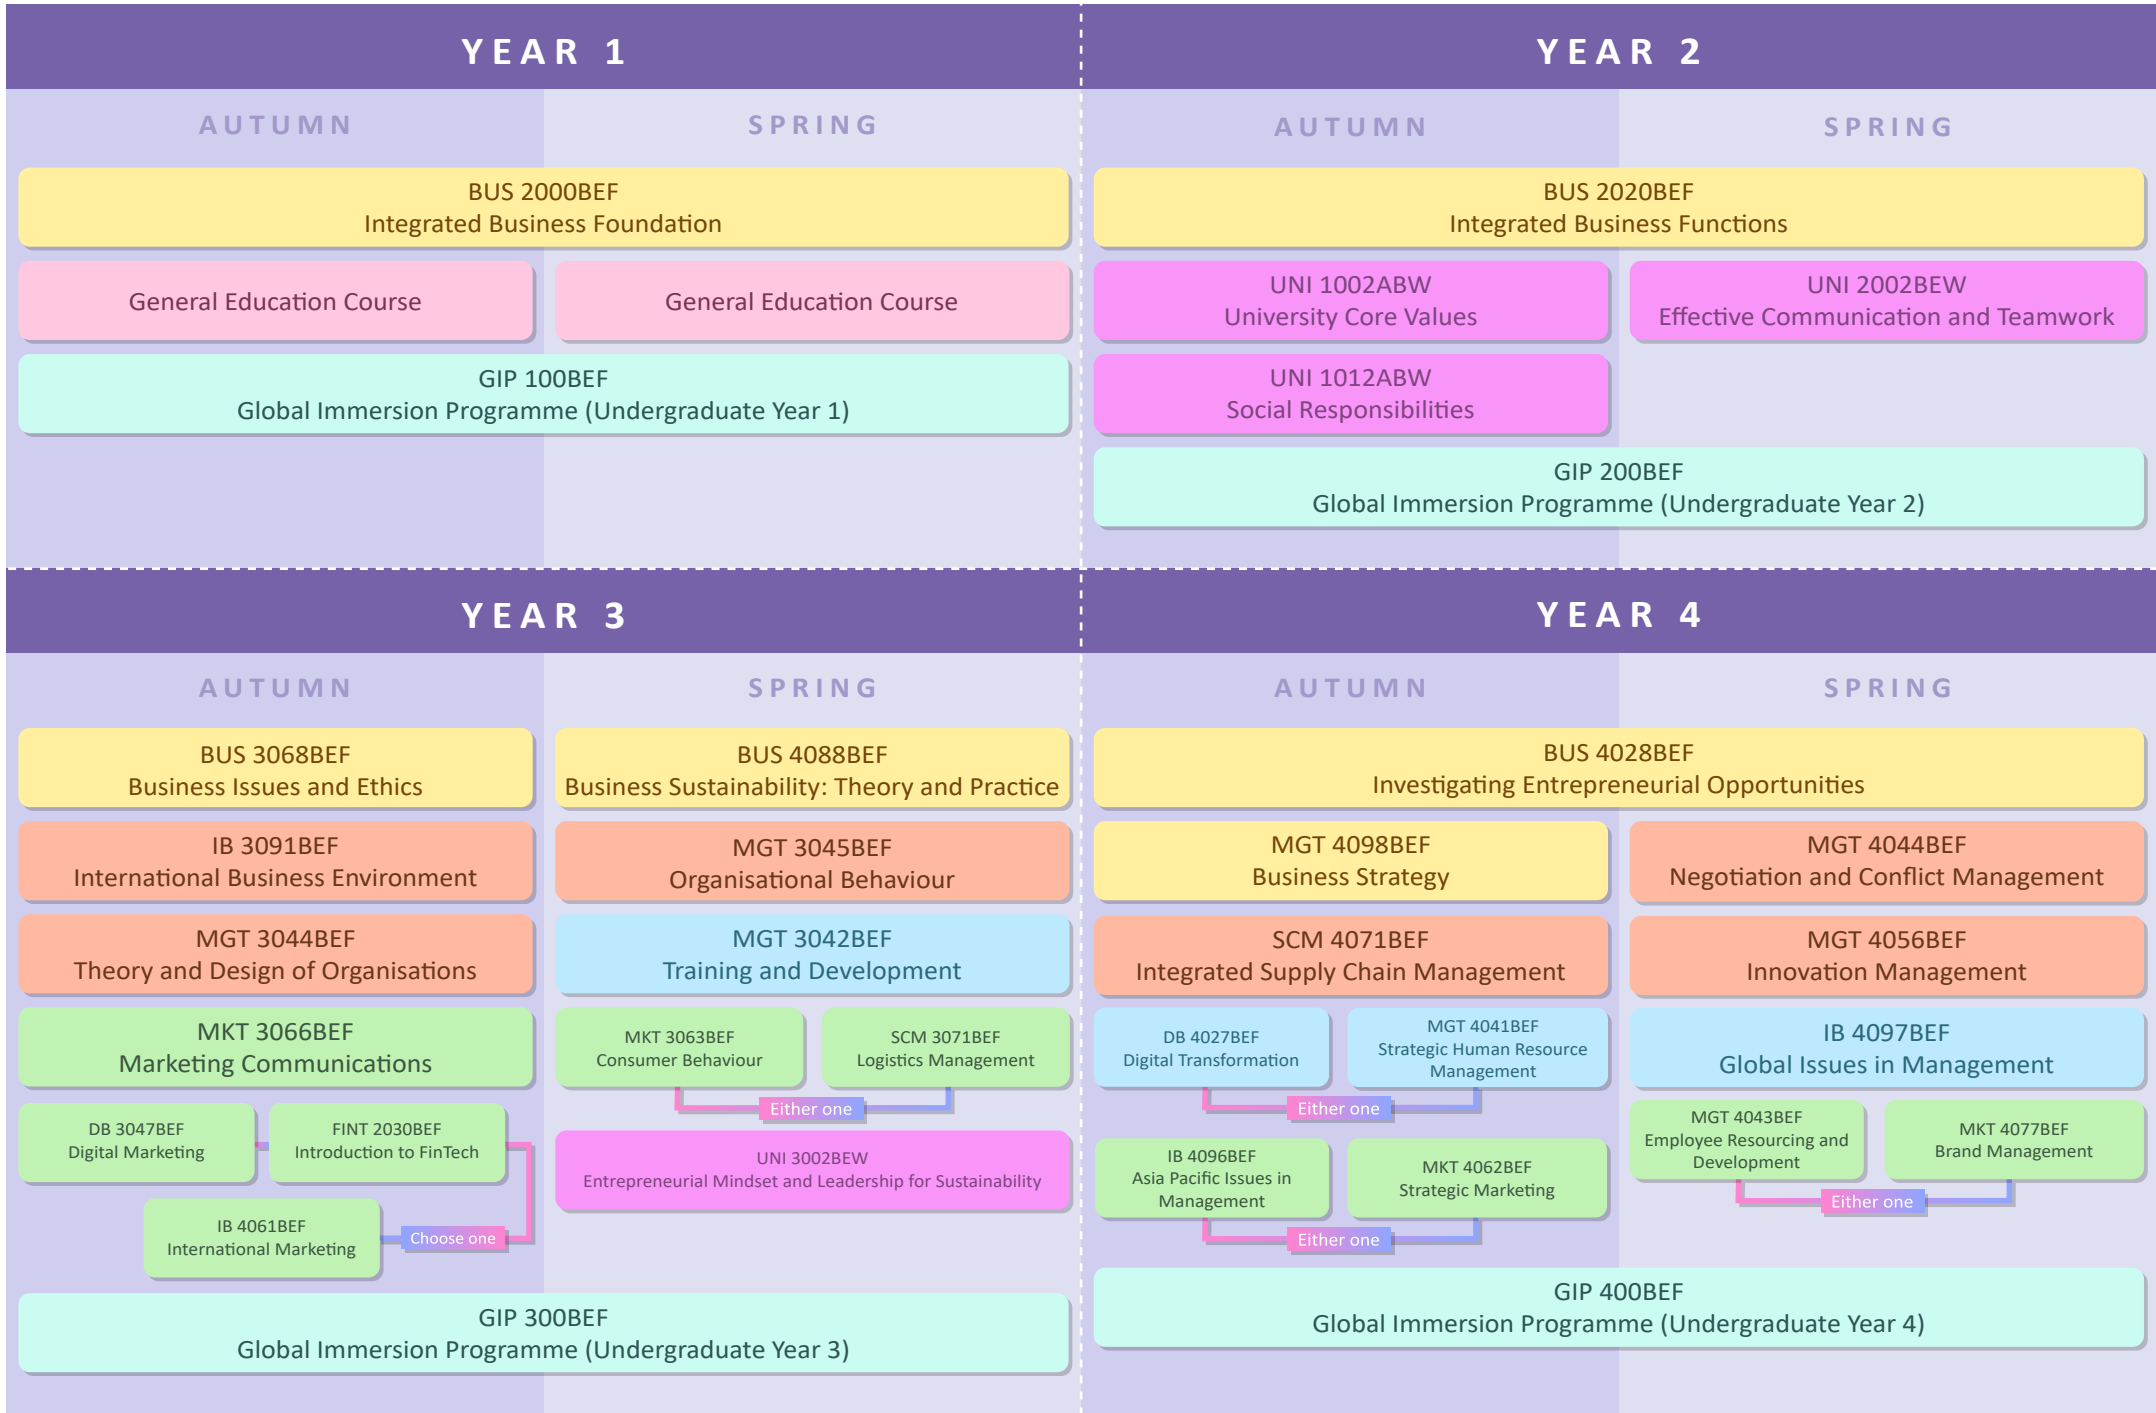 YEAR 1
AUTUMN
SPRING
BUS 2000BEF
Integrated Business Foundation
General Education Course
General Education Course
GIP 100BEF
Global Immersion Programme (Undergraduate Year 1)
YEAR 2
AUTUMN
SPRING
BUS 2020BEF
Integrated Business Functions
UNI 1002ABW
University Core Values
UNI 2002BEW
Effective Communication and Teamwork
UNI 1012ABW
Social Responsibilities
GIP 200BEF
Global Immersion Programme (Undergraduate Year 2)
YEAR 3
AUTUMN
BUS 3068BEF
Business Issues and Ethics
IB 3091BEF
International Business Environment
MGT 3044BEF
Theory and Design of Organisations
MKT 3066BEF
Marketing Communications
DB 3047BEF
Digital Marketing
FINT 2030BEF
Introduction to FinTech
IB 4061BEF
International Marketing
Choose one
SPRING
BUS 4088BEF
Business Sustainability: Theory and Practice
MGT 3045BEF
Organisational Behaviour
MGT 3042BEF
Training and Development
MKT 3063BEF
Consumer Behaviour
SCM 3071BEF
Logistics Management
Either one
UNI 3002BEW
Entrepreneurial Mindset and Leadership for Sustainability
GIP 300BEF
Global Immersion Programme (Undergraduate Year 3)
YEAR 4
AUTUMN
SPRING
BUS 4028BEF
Investigating Entrepreneurial Opportunities
MGT 4098BEF
Business Strategy
SCM 4071BEF
Integrated Supply Chain Management
DB 4027BEF
Digital Transformation
MGT 4041BEF
Strategic Human Resource
Management
Either one
IB 4096BEF
Asia Pacific Issues in
Management
MKT 4062BEF
Strategic Marketing
Either one
MGT 4044BEF
Negotiation and Conflict Management
MGT 4056BEF
Innovation Management
IB 4097BEF
Global Issues in Management
MGT 4043BEF
Employee Resourcing and
Development
MKT 4077BEF
Brand Management
Either one
GIP 400BEF
Global Immersion Programme (Undergraduate Year 4)